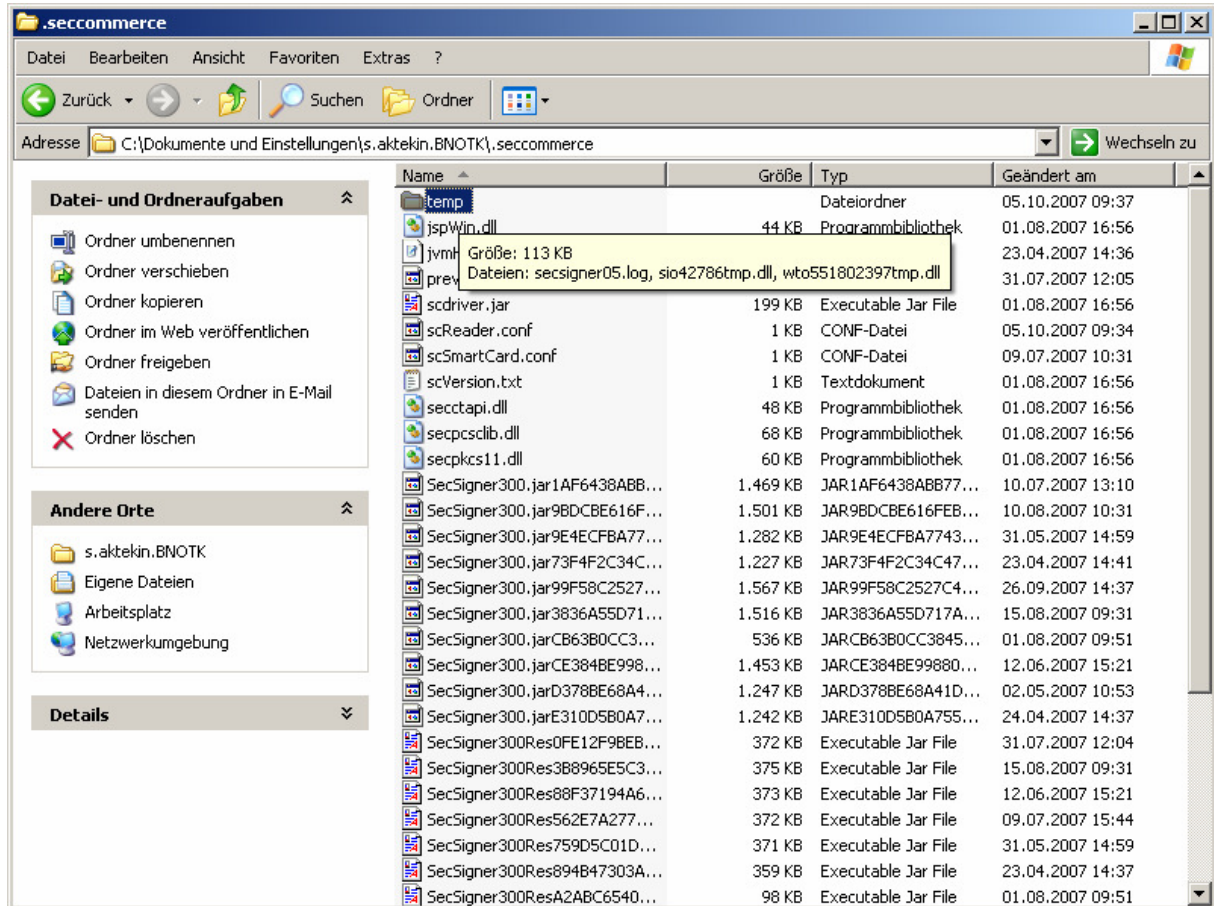 .seccommerce
Datei Bearbeiten Ansicht Favoriten Extras ?
Zurück Suchen Ordner
Adresse C:\Dokumente und Einstellungen\s.aktekin.BNOTK\.seccommerce Wechseln zu
Datei- und Ordneraufgaben
Ordner umbenennen
Ordner verschieben
Ordner kopieren
Ordner im Web veröffentlichen
Ordner freigeben
Dateien in diesem Ordner in E-Mail
senden
Ordner löschen
Andere Orte
s.aktekin.BNOTK
Eigene Dateien
Arbeitsplatz
Netzwerkumgebung
Details
Name Größe Typ Geändert am
temp Dateiordner 05.10.2007 09:37
jspWin.dll 44 KB Programmbibliothek 01.08.2007 16:56
23.04.2007 14:36
31.07.2007 12:05
Größe: 113 KB
Dateien: secsigner05.log, sio42786tmp.dll, wto551802397tmp.dll
scdriver.jar 199 KB Executable Jar File 01.08.2007 16:56
scReader.conf 1 KB CONF-Datei 05.10.2007 09:34
scSmartCard.conf 1 KB CONF-Datei 09.07.2007 10:31
scVersion.txt 1 KB Textdokument 01.08.2007 16:56
secctapi.dll 48 KB Programmbibliothek 01.08.2007 16:56
secpcsclib.dll 68 KB Programmbibliothek 01.08.2007 16:56
secpkcs11.dll 60 KB Programmbibliothek 01.08.2007 16:56
SecSigner300.jar1AF6438ABB... 1.469 KB JAR1AF6438ABB77... 10.07.2007 13:10
SecSigner300.jar9BDCBE616F... 1.501 KB JAR9BDCBE616FEB... 10.08.2007 10:31
SecSigner300.jar9E4ECFBA77... 1.282 KB JAR9E4ECFBA7743... 31.05.2007 14:59
SecSigner300.jar73F4F2C34C... 1.227 KB JAR73F4F2C34C47... 23.04.2007 14:41
SecSigner300.jar99F58C2527... 1.567 KB JAR99F58C2527C4... 26.09.2007 14:37
SecSigner300.jar3836A55D71... 1.516 KB JAR3836A55D717A... 15.08.2007 09:31
SecSigner300.jarCB63B0CC3... 536 KB JARCB63B0CC3845... 01.08.2007 09:51
SecSigner300.jarCE384BE998... 1.453 KB JARCE384BE99880... 12.06.2007 15:21
SecSigner300.jarD378BE68A4... 1.247 KB JARD378BE68A41D... 02.05.2007 10:53
SecSigner300.jarE310D5B0A7... 1.242 KB JARE310D5B0A755... 24.04.2007 14:37
SecSigner300Res0FE12F9BEB... 372 KB Executable Jar File 31.07.2007 12:04
SecSigner300Res3B8965E5C3... 375 KB Executable Jar File 15.08.2007 09:31
SecSigner300Res88F37194A6... 373 KB Executable Jar File 12.06.2007 15:21
SecSigner300Res562E7A277... 372 KB Executable Jar File 09.07.2007 15:44
SecSigner300Res759D5C01D... 371 KB Executable Jar File 31.05.2007 14:59
SecSigner300Res894B47303A... 359 KB Executable Jar File 23.04.2007 14:37
SecSigner300ResA2ABC6540... 98 KB Executable Jar File 01.08.2007 09:51